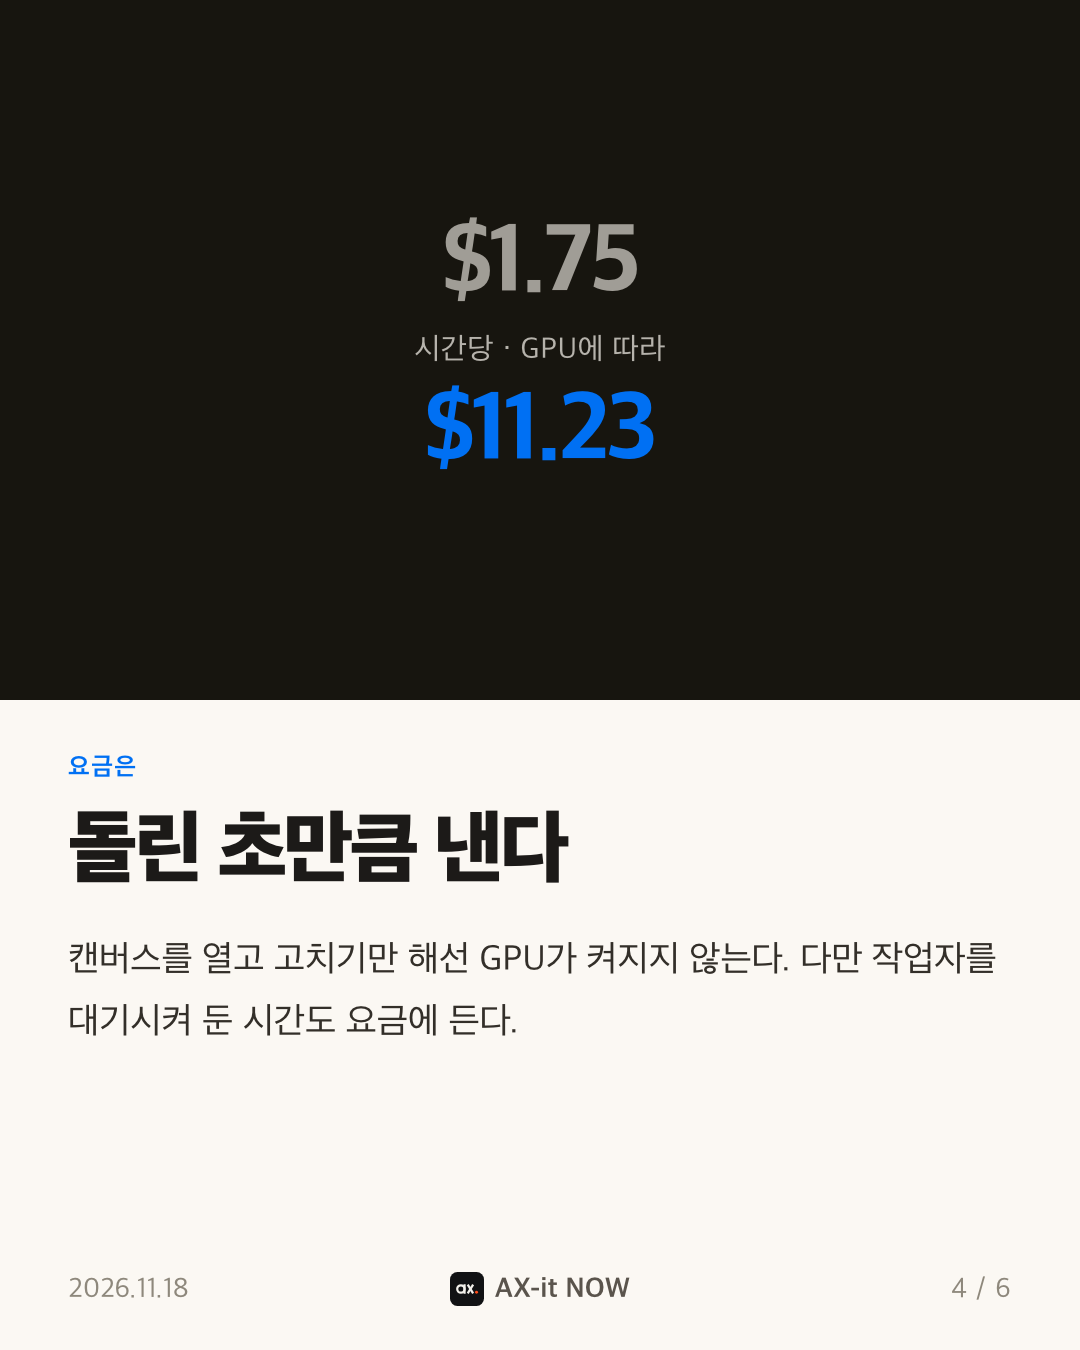 $1.75
시간당 · GPU에 따라
$11.23
요금은
돌린 초만큼 낸다
캔버스를 열고 고치기만 해선 GPU가 켜지지 않는다. 다만 작업자를
대기시켜 둔 시간도 요금에 든다.
2026.11.18
ax.
AX-it NOW
4 / 6